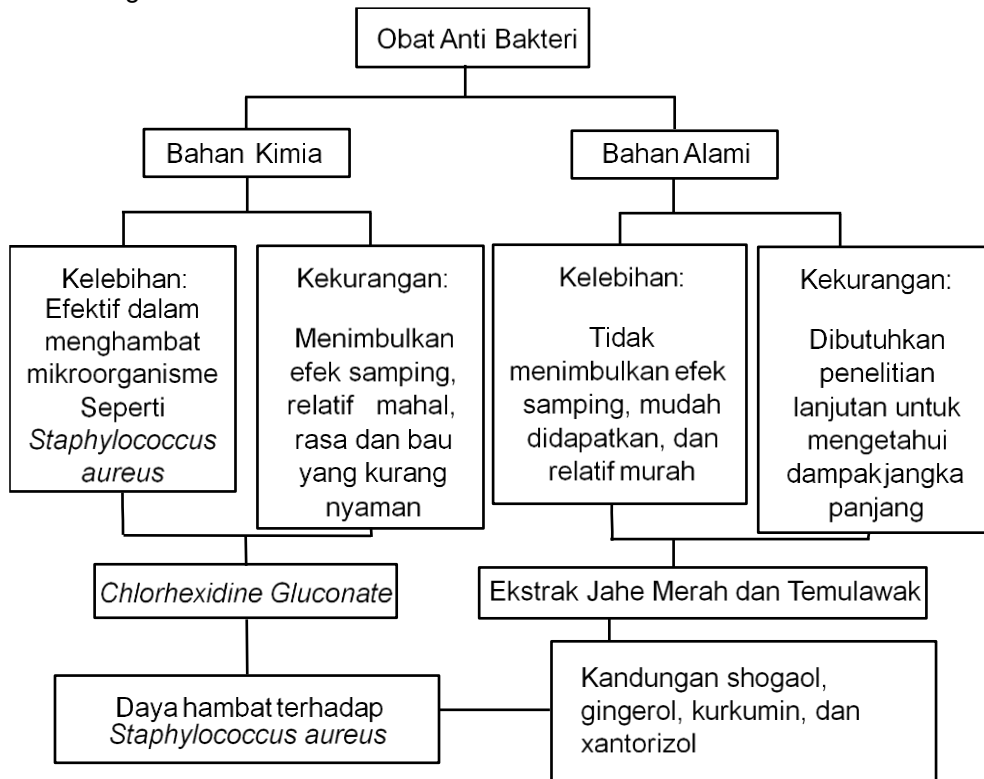 Obat Anti Bakteri
Bahan Kimia
Bahan Alami
Kelebihan:
Efektif dalam
menghambat
mikroorganisme
Seperti
Staphylococcus
aureus
Kekurangan:
Menimbulkan
efek samping,
relatif mahal,
rasa dan bau
yang kurang
nyaman
Kelebihan:
Tidak
menimbulkan efek
samping, mudah
didapatkan, dan
relatif murah
Kekurangan:
Dibutuhkan
penelitian
lanjutan untuk
mengetahui
dampakjangka
panjang
Chlorhexidine Gluconate
Ekstrak Jahe Merah dan Temulawak
Daya hambat terhadap
Staphylococcus aureus
Kandungan shogaol,
gingerol, kurkumin, dan
xantorizol